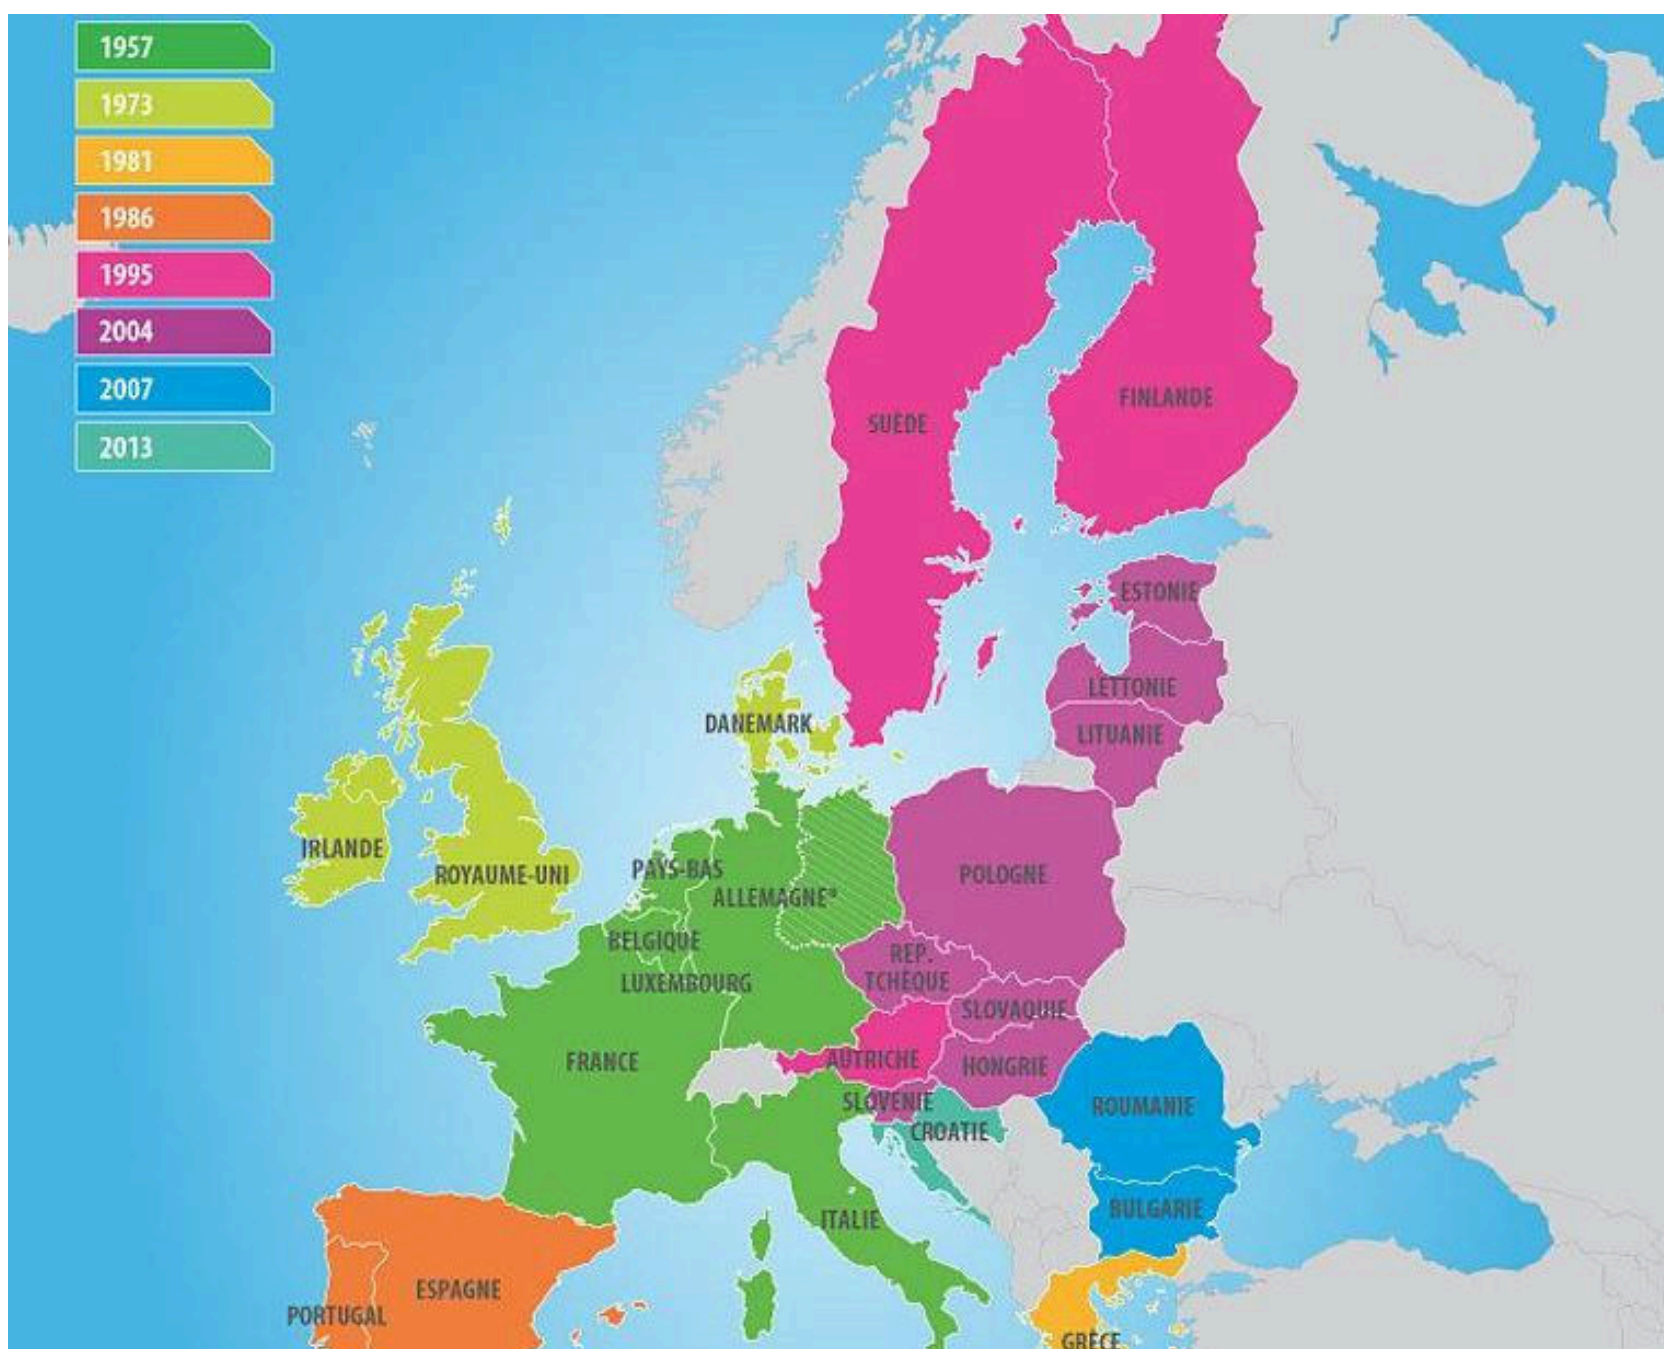 1957
1973
1981
1986
1995
2004
2007
2013
FINLANDE
SUÈDE
ESTONIE
LETTONIE
DANEMARK
LITUANIE
IRLANDE
ROYAUME-UNI
PAYS-BAS
POLOGNE
ALLEMAGNE*
BELGIQUE
RÉP.
TCHÈQUE
LUXEMBOURG
SLOVAQUIE
FRANCE
AUTRICHE
HONGRIE
SLOVÉNIE
ROUMANIE
CROATIE
BULGARIE
ITALIE
ESPAGNE
PORTUGAL
GRÈCE